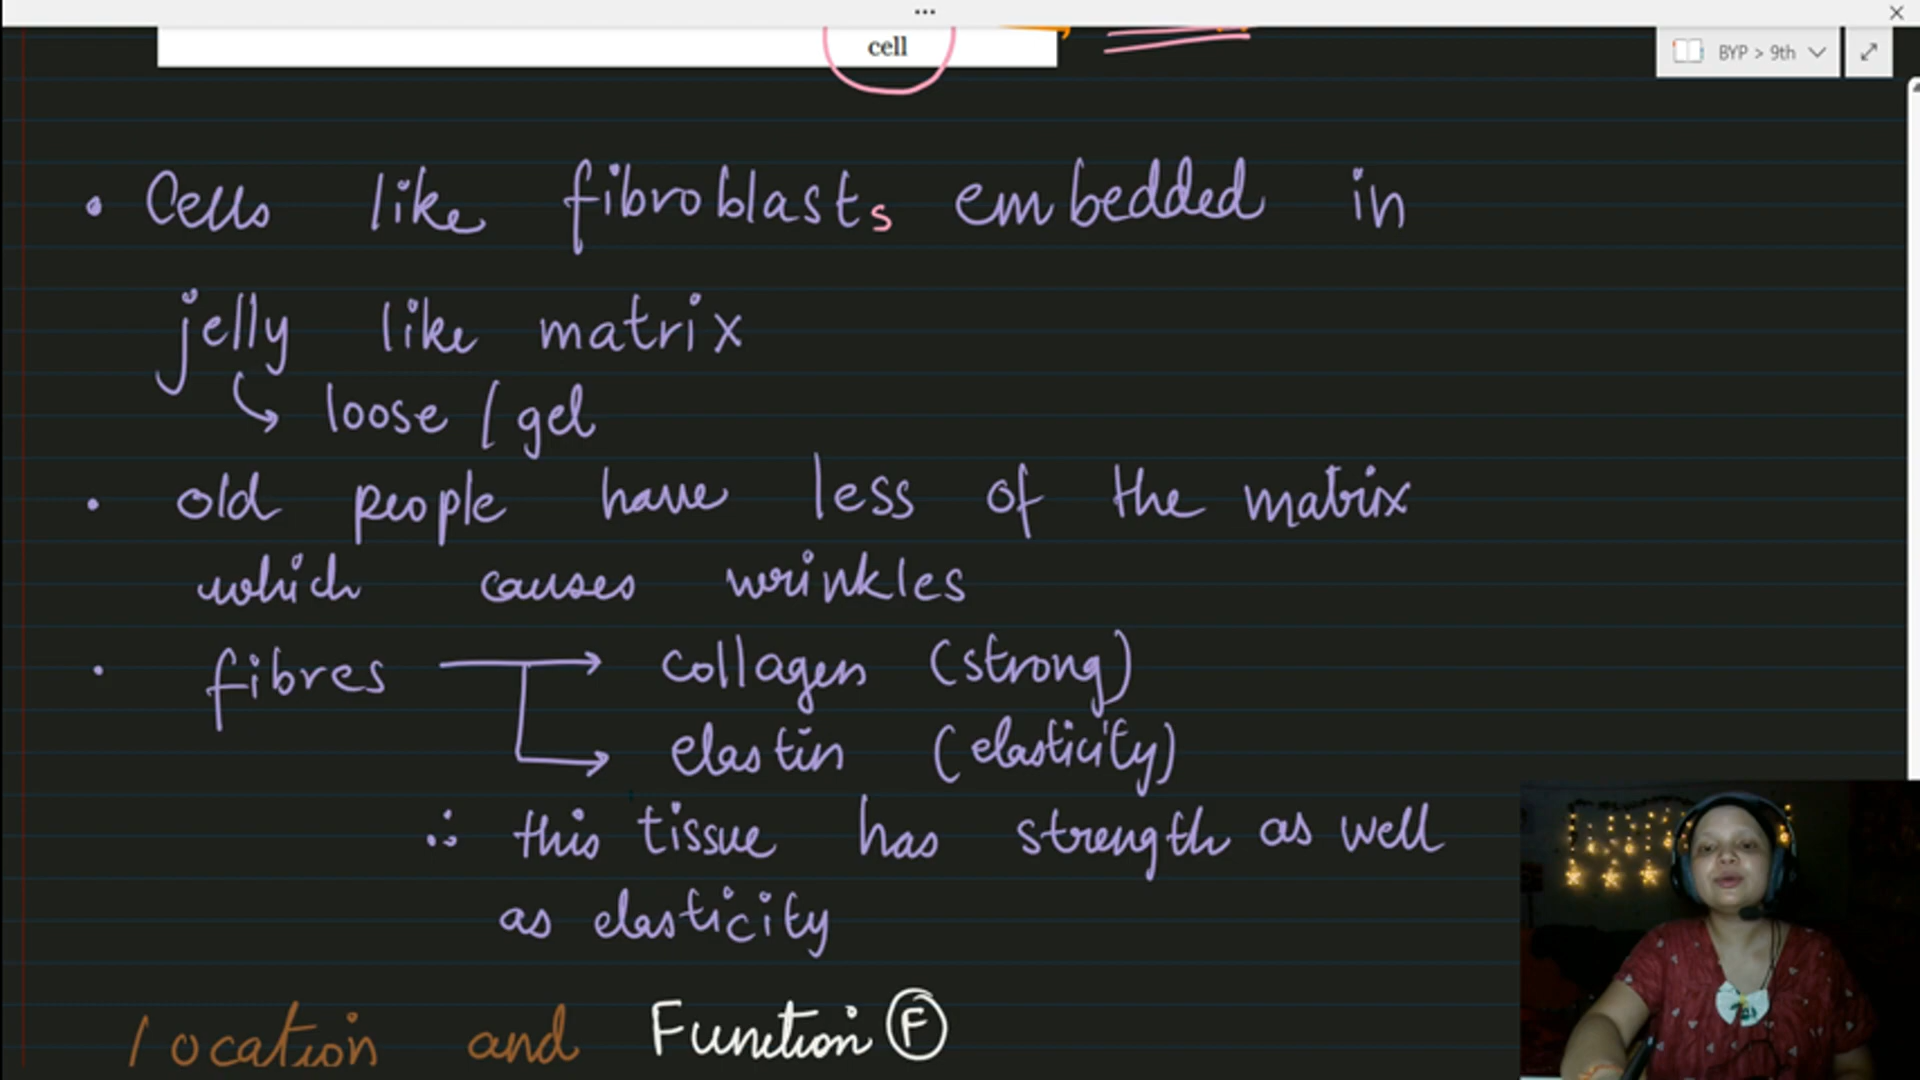 ...
cell
BYP > 9th
• Cells like fibroblasts embedded in
jelly like matrix
↳ loose / gel
• old people have less of the matrix
which causes wrinkles
• fibres → collagen (strong)
→ elastin (elasticity)
∴ this tissue has strength as well
as elasticity
location and Function Ⓕ